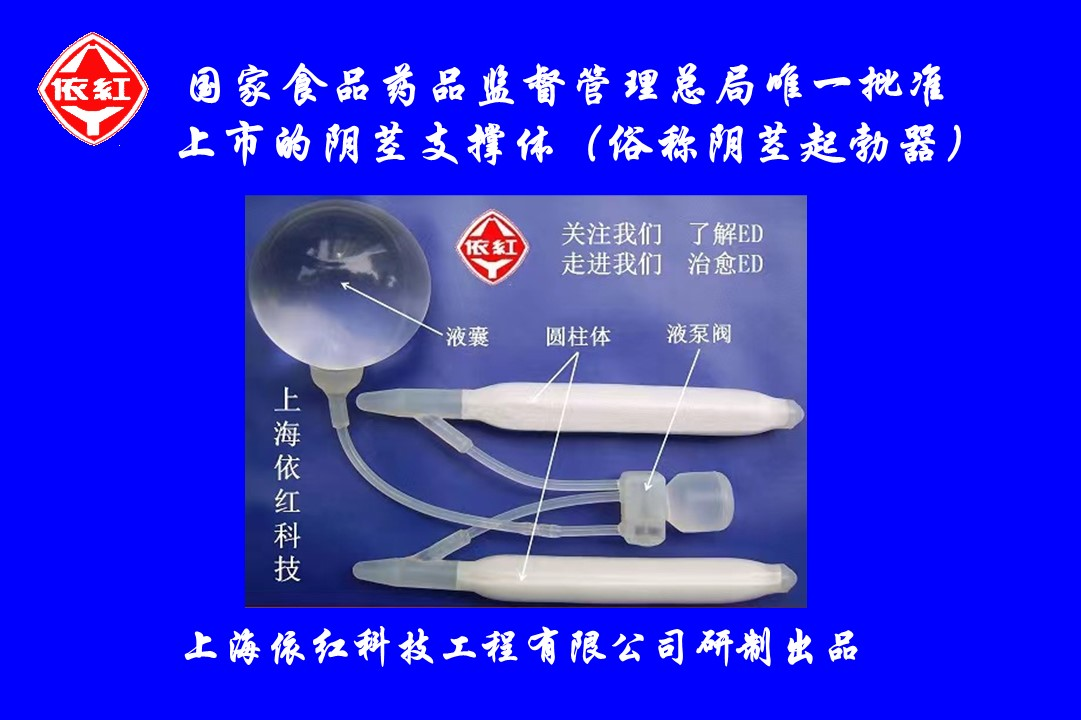 依紅
国家食品药品监督管理总局唯一批准
上市的阴茎支撑体（俗称阴茎起勃器）
依紅
关注我们 了解ED
走进我们 治愈ED
液囊
圆柱体
液泵阀
上海依红科技
上海依红科技工程有限公司研制出品